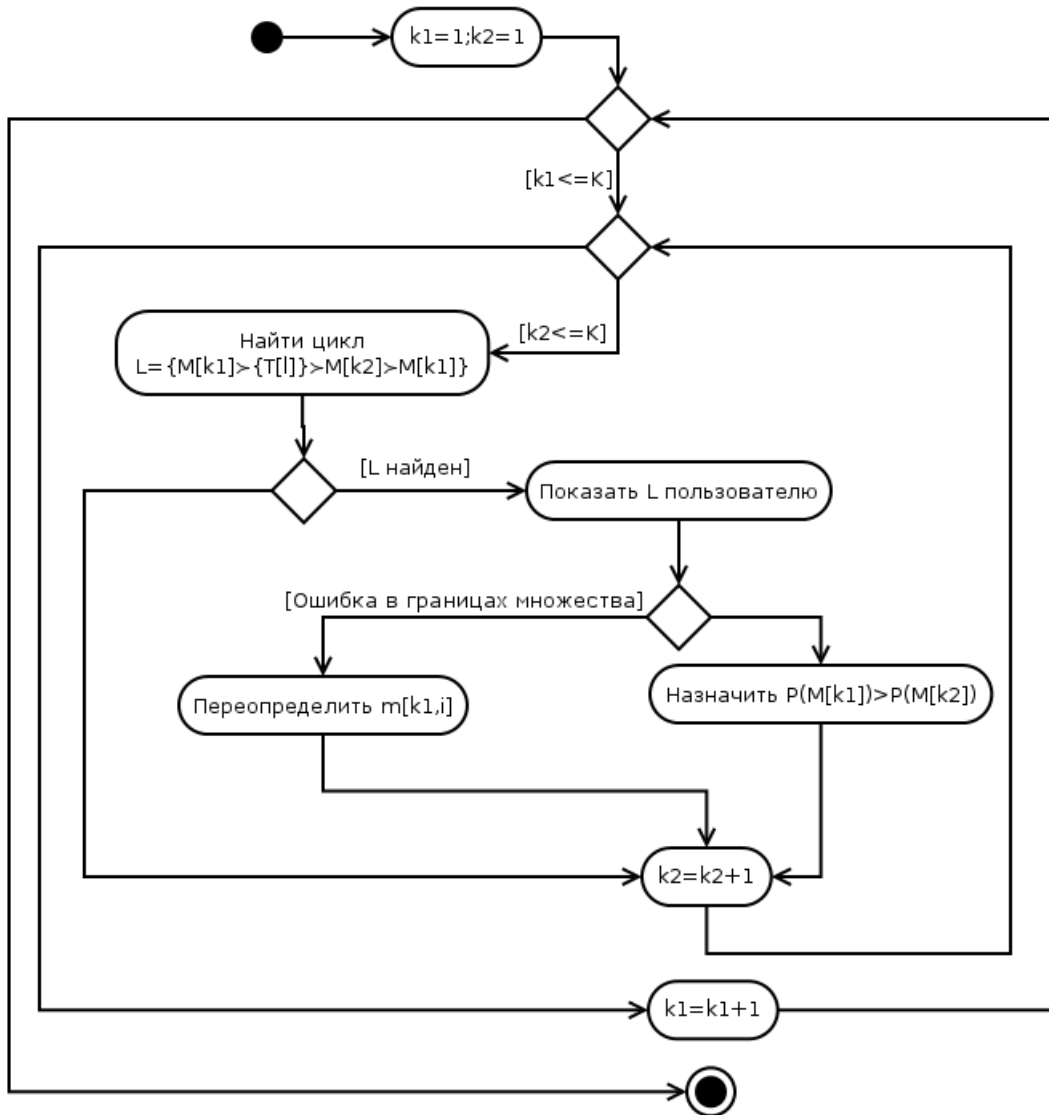 k1=1;k2=1
[k1<=K]
[k2<=K]
Найти цикл
L={M[k1]≻{T[l]}≻M[k2]≻M[k1]}
[L найден]
Показать L пользователю
[Ошибка в границах множества]
Переопределить m[k1,i]
Назначить P(M[k1])>P(M[k2])
k2=k2+1
k1=k1+1